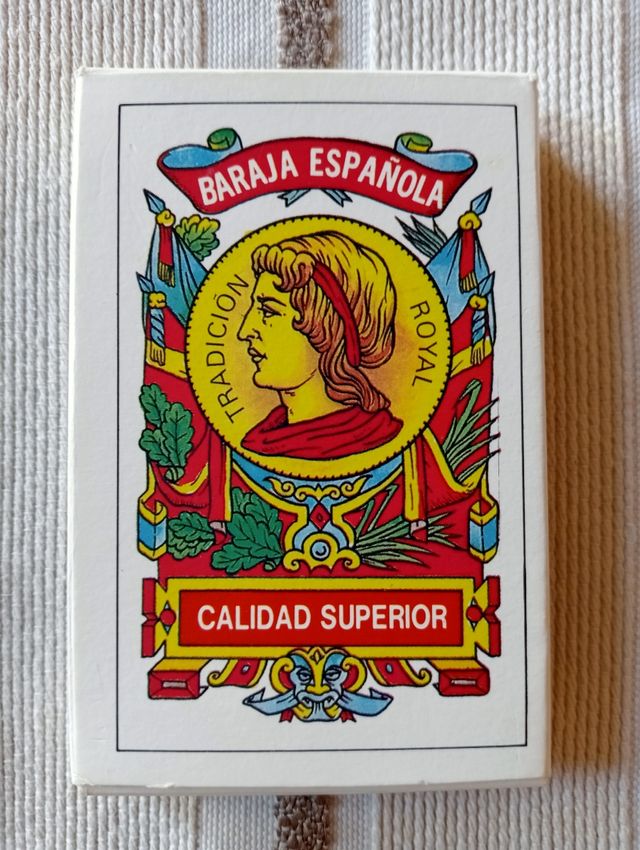 BARAJA ESPAÑOLA
TRADICIÓN ROYAL
CALIDAD SUPERIOR